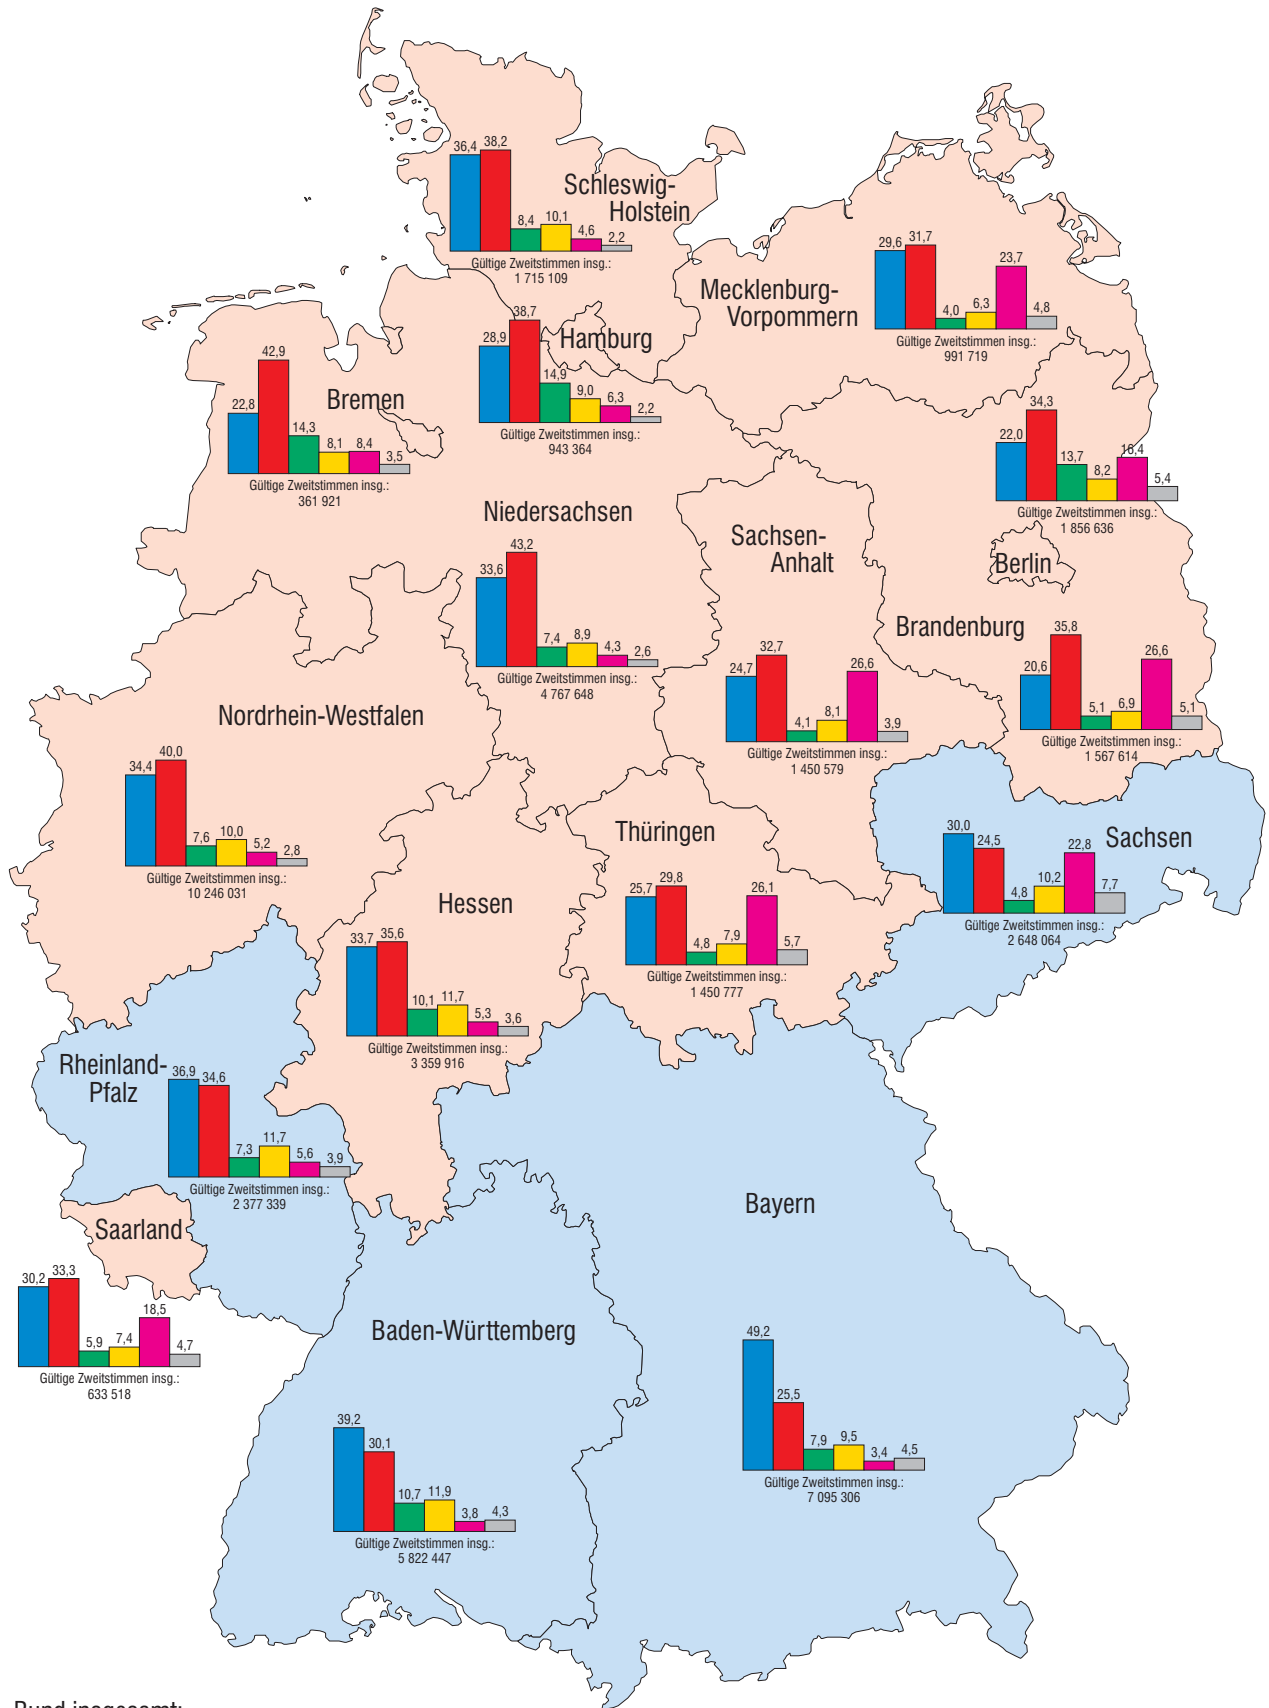 36,4
38,2
8,4
10,1
4,6
2,2
Schleswig-
Holstein
Gültige Zweitstimmen insg.:
1 715 109
29,6
31,7
4,0
6,3
23,7
4,8
Mecklenburg-
Vorpommern
Gültige Zweitstimmen insg.:
991 719
28,9
38,7
14,9
9,0
6,3
2,2
Hamburg
Gültige Zweitstimmen insg.:
943 364
22,8
42,9
14,3
8,1
8,4
3,5
Bremen
Gültige Zweitstimmen insg.:
361 921
22,0
34,3
13,7
8,2
16,4
5,4
Gültige Zweitstimmen insg.:
1 856 636
Berlin
Niedersachsen
33,6
43,2
7,4
8,9
4,3
2,6
Gültige Zweitstimmen insg.:
4 767 648
Sachsen-
Anhalt
24,7
32,7
4,1
8,1
26,6
3,9
Gültige Zweitstimmen insg.:
1 450 579
Brandenburg
20,6
35,8
5,1
6,9
26,6
5,1
Gültige Zweitstimmen insg.:
1 567 614
Nordrhein-Westfalen
34,4
40,0
7,6
10,0
5,2
2,8
Gültige Zweitstimmen insg.:
10 246 031
Thüringen
25,7
29,8
4,8
7,9
26,1
5,7
Gültige Zweitstimmen insg.:
1 450 777
Sachsen
30,0
24,5
4,8
10,2
22,8
7,7
Gültige Zweitstimmen insg.:
2 648 064
Hessen
33,7
35,6
10,1
11,7
5,3
3,6
Gültige Zweitstimmen insg.:
3 359 916
Rheinland-
Pfalz
36,9
34,6
7,3
11,7
5,6
3,9
Gültige Zweitstimmen insg.:
2 377 339
Saarland
30,2
33,3
5,9
7,4
18,5
4,7
Gültige Zweitstimmen insg.:
633 518
Bayern
49,2
25,5
7,9
9,5
3,4
4,5
Gültige Zweitstimmen insg.:
7 095 306
Baden-Württemberg
39,2
30,1
10,7
11,9
3,8
4,3
Gültige Zweitstimmen insg.:
5 822 447
Bund insgesamt: